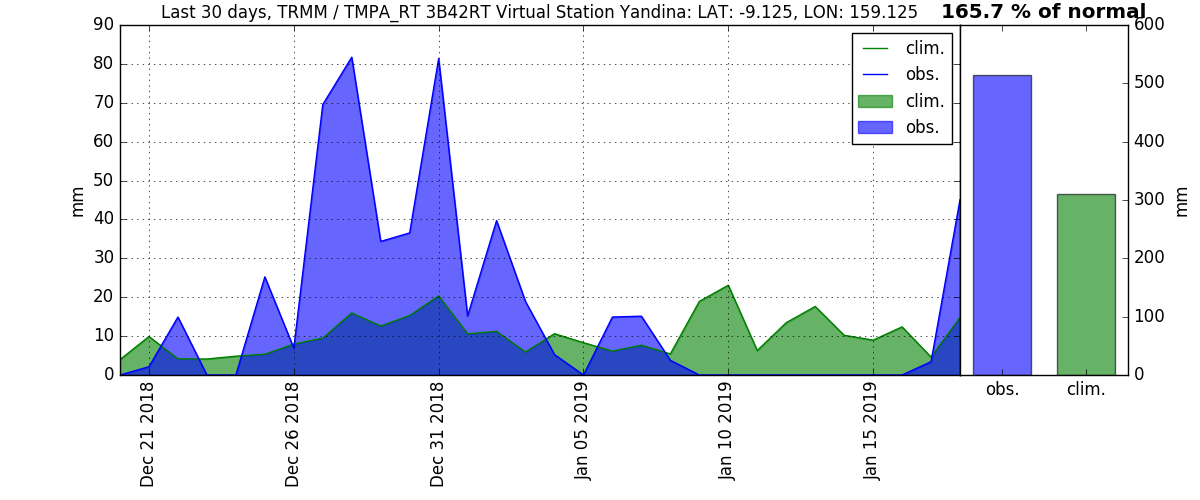 Last 30 days, TRMM / TMPA_RT 3B42RT Virtual Station Yandina: LAT: -9.125, LON: 159.125
165.7 % of normal
90
80
70
60
50
40
30
20
10
0
mm
clim.
obs.
clim.
obs.
Dec 21 2018
Dec 26 2018
Dec 31 2018
Jan 05 2019
Jan 10 2019
Jan 15 2019
600
500
400
300
200
100
0
mm
obs.
clim.